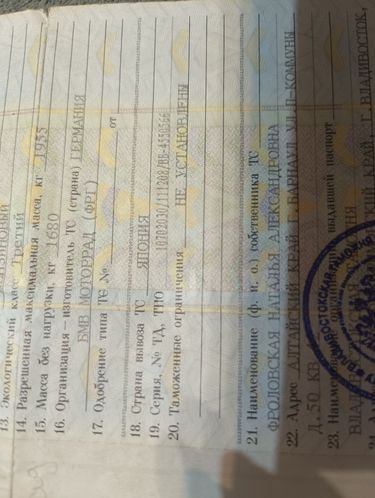 13. Экологический класс Третий
14. Разрешенная максимальная масса, кг 1955
15. Масса без нагрузки, кг 1680
16. Организация – изготовитель ТС (страна) ГЕРМАНИЯ
БМВ МОТОРРАД (ФРГ)
17. Одобрение типа ТС № от
18. Страна вывоза ТС ЯПОНИЯ
19. Серия, № ТД, ТПО
20. Таможенные ограничения НЕ УСТАНОВЛЕНЫ
21. Наименование (ф. и. о.) собственника ТС
ФРОЛОВСКАЯ НАТАЛЬЯ АЛЕКСАНДРОВНА
22. Адрес АЛТАЙСКИЙ КРАЙ Г. БАРНАУЛ УЛ П-КОММУНЫ
Д.50 КВ
23. выдавшей паспорт
КРАЙ, Г ВЛАДИВОСТОК,